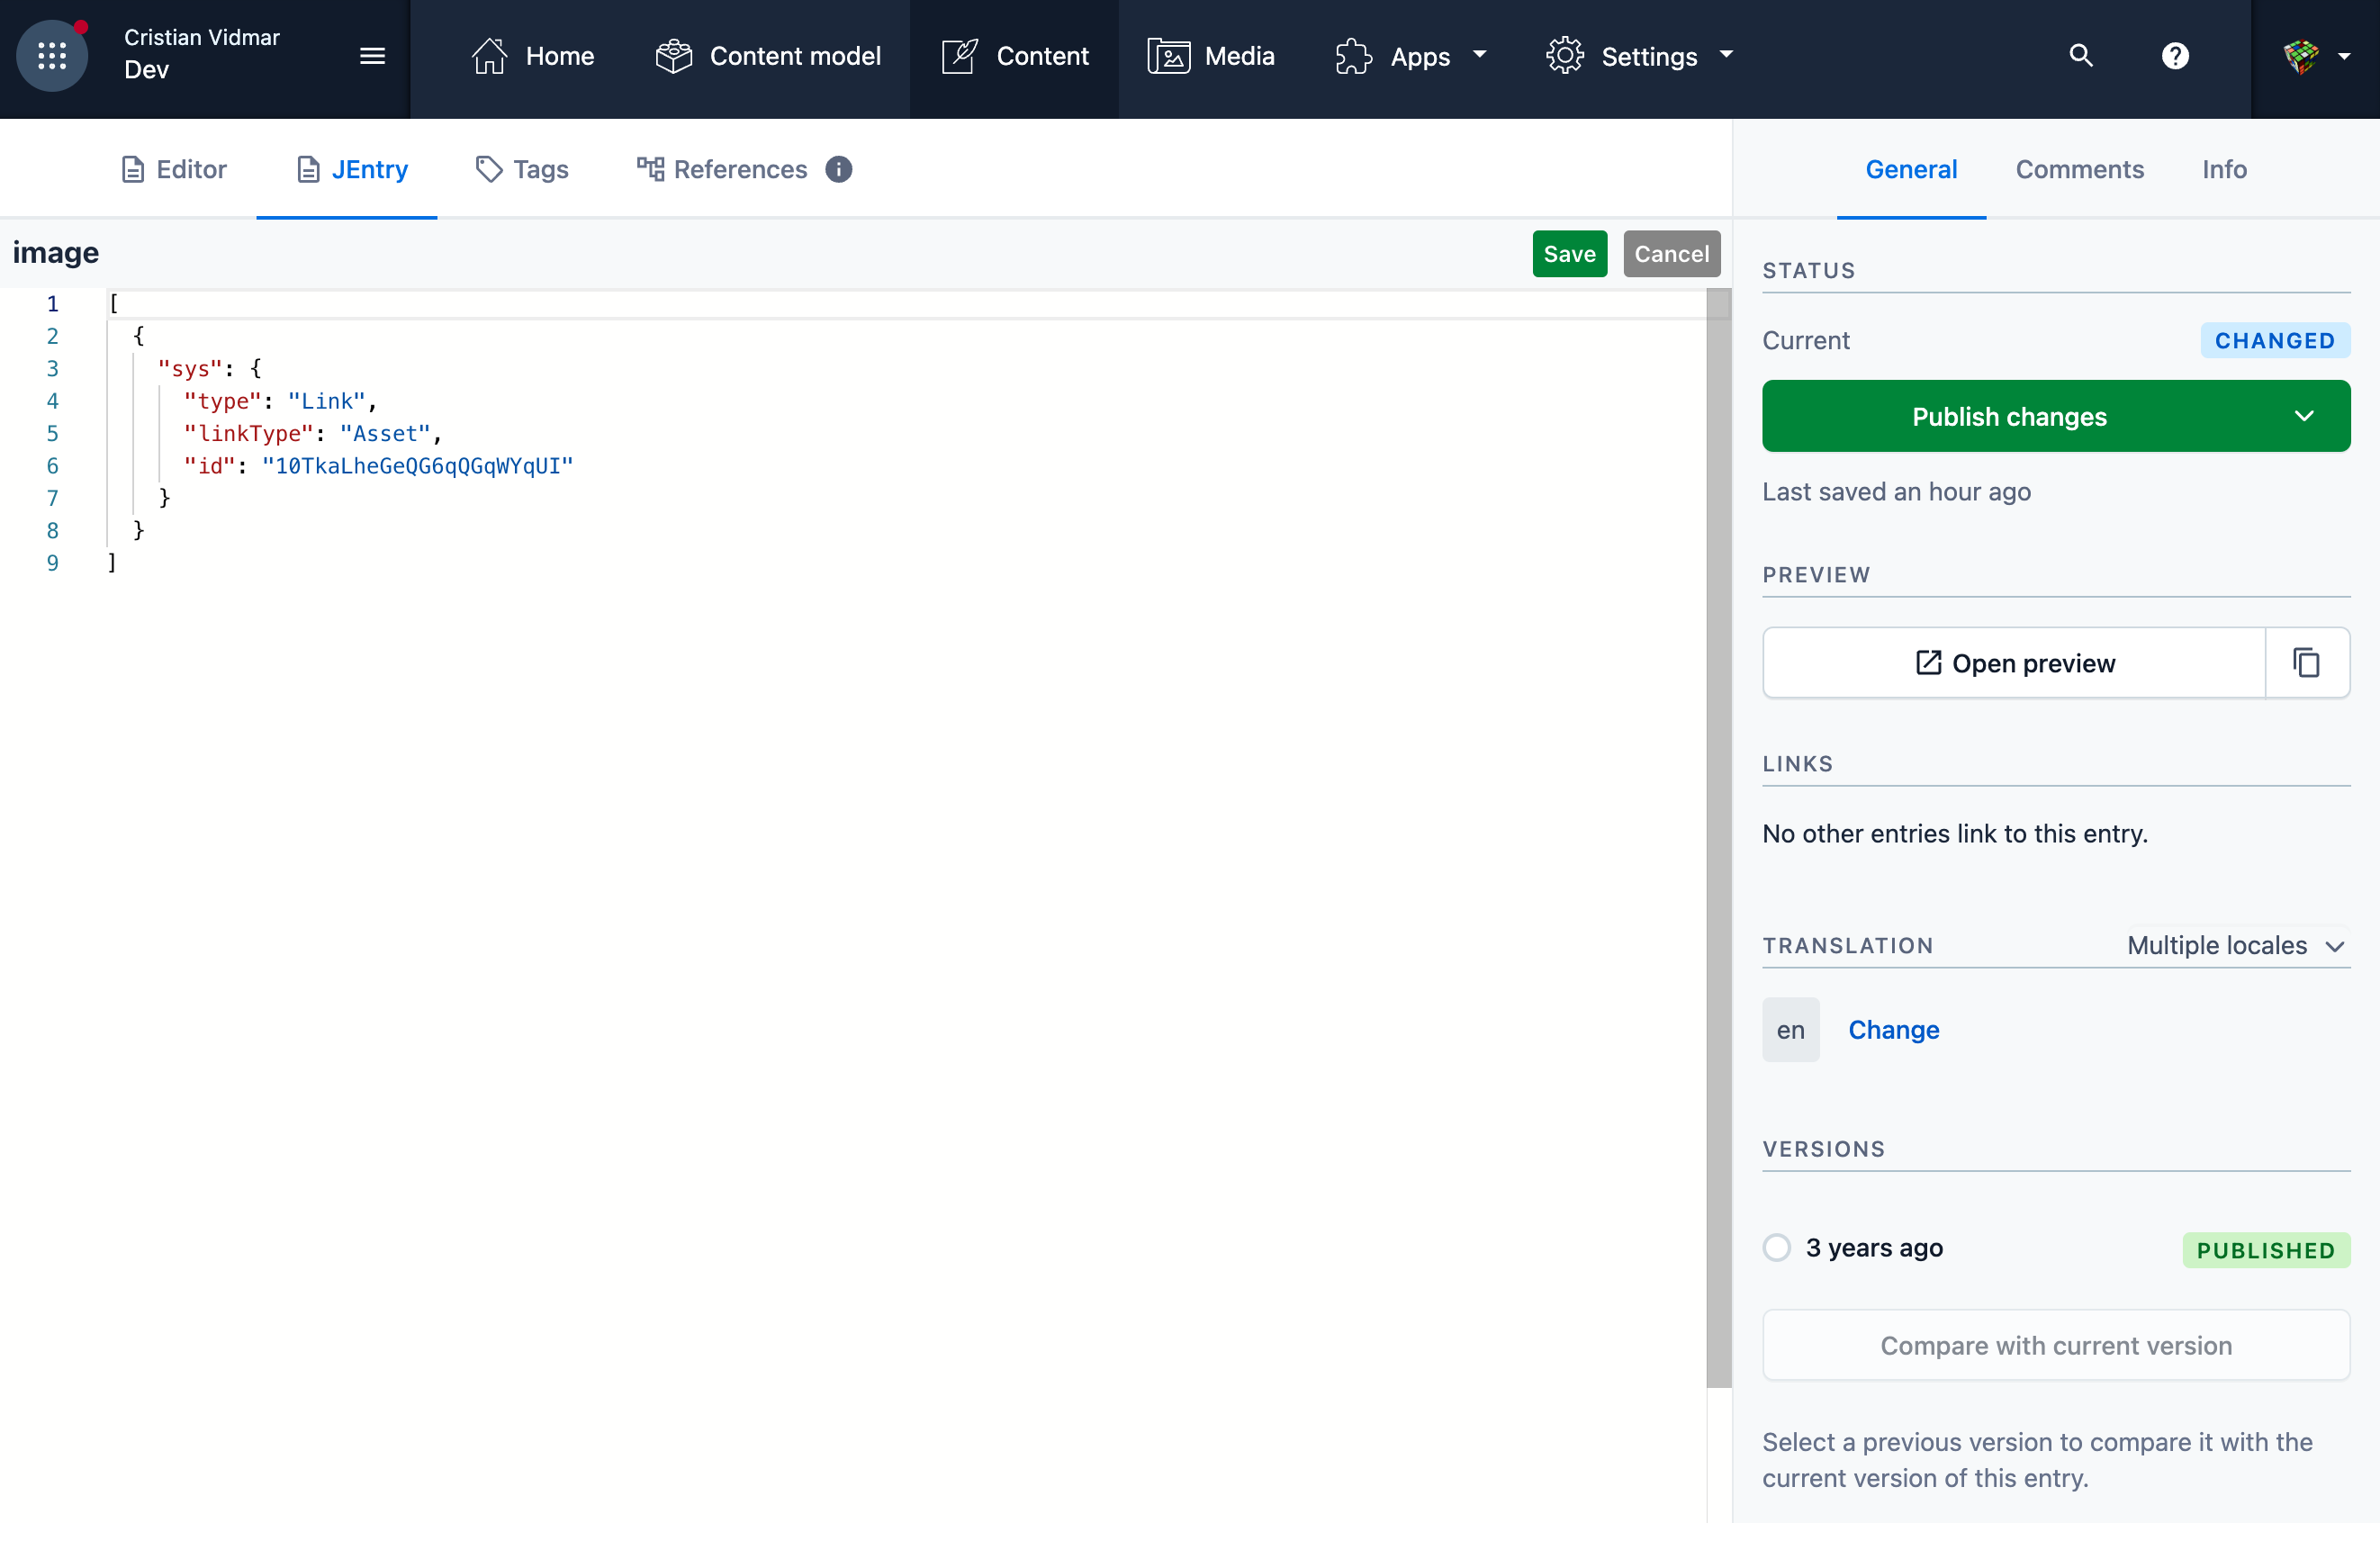 Cristian Vidmar
Dev
Home
Content model
Content
Media
Apps
Settings
Editor
JEntry
Tags
References
General
Comments
Info
image
Save
Cancel
1 [
2 {
3 "sys": {
4 "type": "Link",
5 "linkType": "Asset",
6 "id": "10TkaLheGeQG6qQGqWYqUI"
7 }
8 }
9 ]
STATUS
Current CHANGED
Publish changes
Last saved an hour ago
PREVIEW
Open preview
LINKS
No other entries link to this entry.
TRANSLATION Multiple locales
en Change
VERSIONS
3 years ago PUBLISHED
Compare with current version
Select a previous version to compare it with the
current version of this entry.